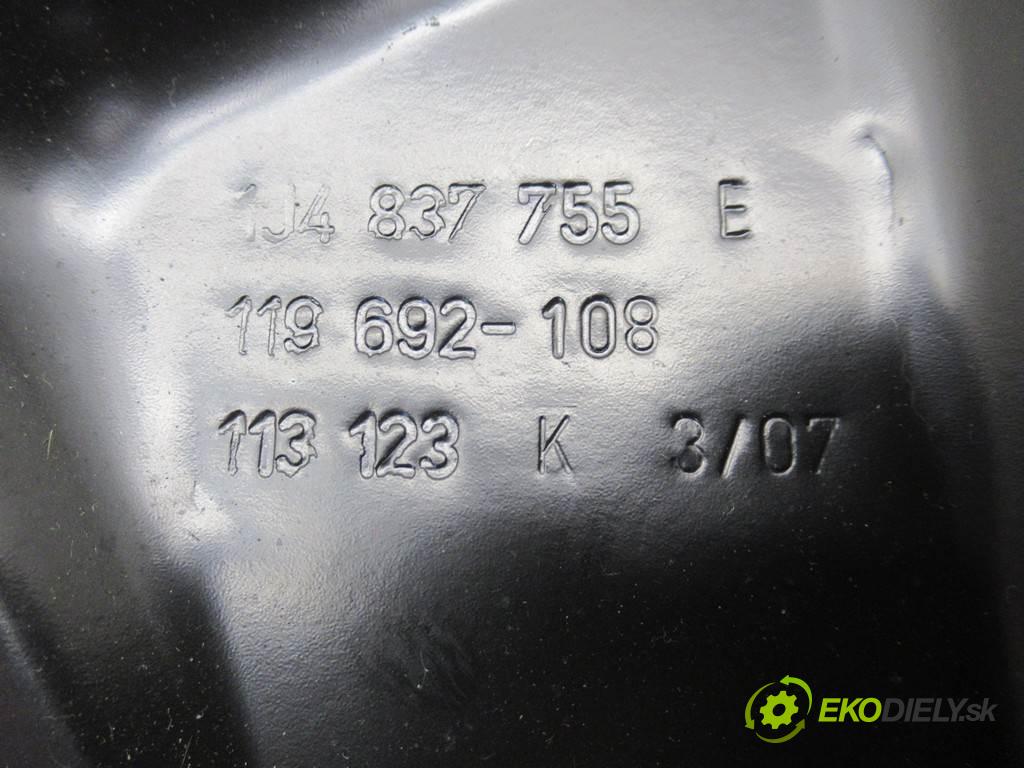 1J4 837 755 E
119 692-108
113 123 K 3/07
EKODIELY.sk